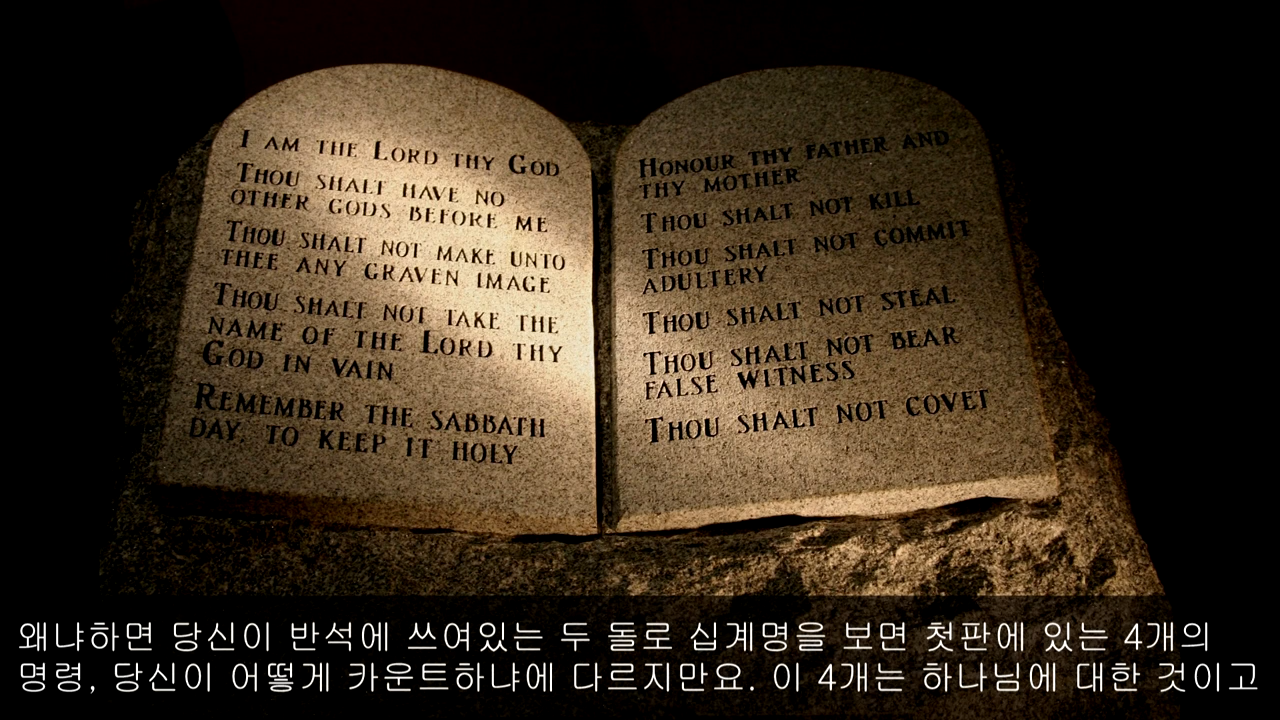 I AM THE LORD THY GOD
THOU SHALT HAVE NO
OTHER GODS BEFORE ME
THOU SHALT NOT MAKE UNTO
THEE ANY GRAVEN IMAGE
THOU SHALT NOT TAKE THE
NAME OF THE LORD THY
GOD IN VAIN
REMEMBER THE SABBATH
DAY, TO KEEP IT HOLY
HONOUR THY FATHER AND
THY MOTHER
THOU SHALT NOT KILL
THOU SHALT NOT COMMIT
ADULTERY
THOU SHALT NOT STEAL
THOU SHALT NOT BEAR
FALSE WITNESS
THOU SHALT NOT COVET
왜냐하면 당신이 반석에 쓰여있는 두 돌로 십계명을 보면 첫판에 있는 4개의
명령, 당신이 어떻게 카운트하냐에 다르지만요. 이 4개는 하나님에 대한 것이고